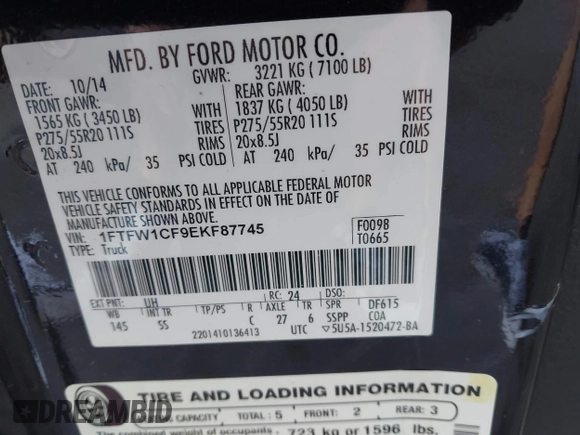 MFD. BY FORD MOTOR CO.
DATE: 10/14 GVWR: 3221 KG ( 7100 LB)
FRONT GAWR: REAR GAWR:
1565 KG ( 3450 LB) WITH 1837 KG ( 4050 LB) WITH
P275/55R20 111S TIRES P275/55R20 111S TIRES
20x8.5J RIMS 20x8.5J RIMS
AT 240 kPa/ 35 PSI COLD AT 240 kPa/ 35 PSI COLD
THIS VEHICLE CONFORMS TO ALL APPLICABLE FEDERAL MOTOR
VEHICLE SAFETY STANDARDS IN EFFECT ON THE DATE OF
MANUFACTURE SHOWN ABOVE.
VIN: 1FTFW1CF9EKF87745 F0098
TYPE: Truck T0665
EXT PNT: UH RC: 24 DSO:
WB INT TR TP/PS R AXLE TR SPR DF615
145 SS C 27 6 SSPP COA
2201410136413 UTC 5U5A-1520472-BA
TIRE AND LOADING INFORMATION
CAPACITY TOTAL: 5 FRONT: 2 REAR: 3
The combined weight of occupants 723 kg or 1596 lbs.
DREAMBID